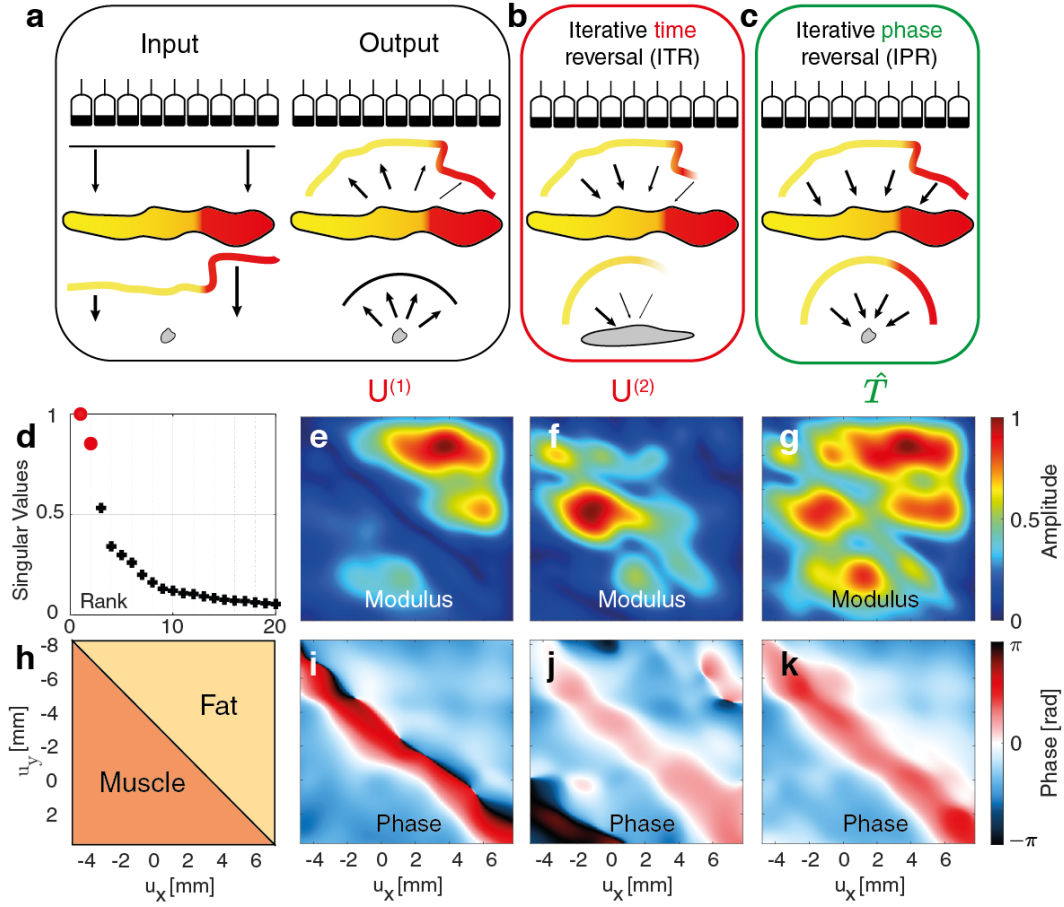 a
Input
Output
b
Iterative time
reversal (ITR)
c
Iterative phase
reversal (IPR)
U(1)
U(2)
T̂
d
Singular Values
1
0.5
0
Rank
0
10
20
e
Modulus
f
Modulus
g
Modulus
1
0.5
0
Amplitude
h
Fat
Muscle
-8
-6
-4
-2
0
2
uy [mm]
-4
-2
0
2
4
6
ux [mm]
i
Phase
-4
-2
0
2
4
6
ux [mm]
j
Phase
-4
-2
0
2
4
6
ux [mm]
k
Phase
-4
-2
0
2
4
6
ux [mm]
π
0
−π
Phase [rad]